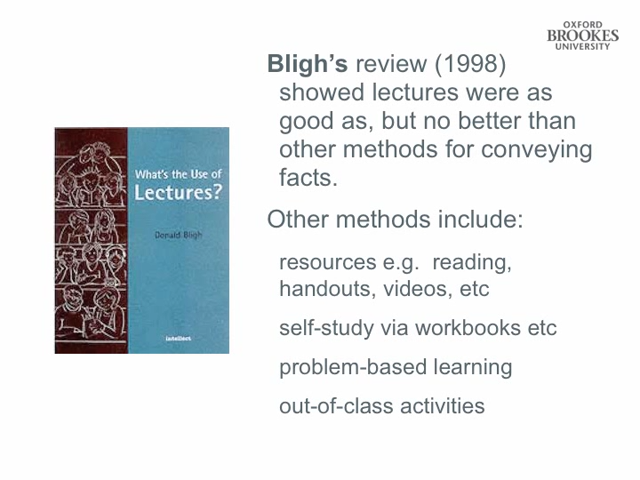 OXFORD
BROOKES
UNIVERSITY
Bligh’s review (1998)
showed lectures were as
good as, but no better than
other methods for conveying
facts.
What's the Use of
Lectures?
Donald Bligh
intellect
Other methods include:
resources e.g.  reading,
handouts, videos, etc
self-study via workbooks etc
problem-based learning
out-of-class activities